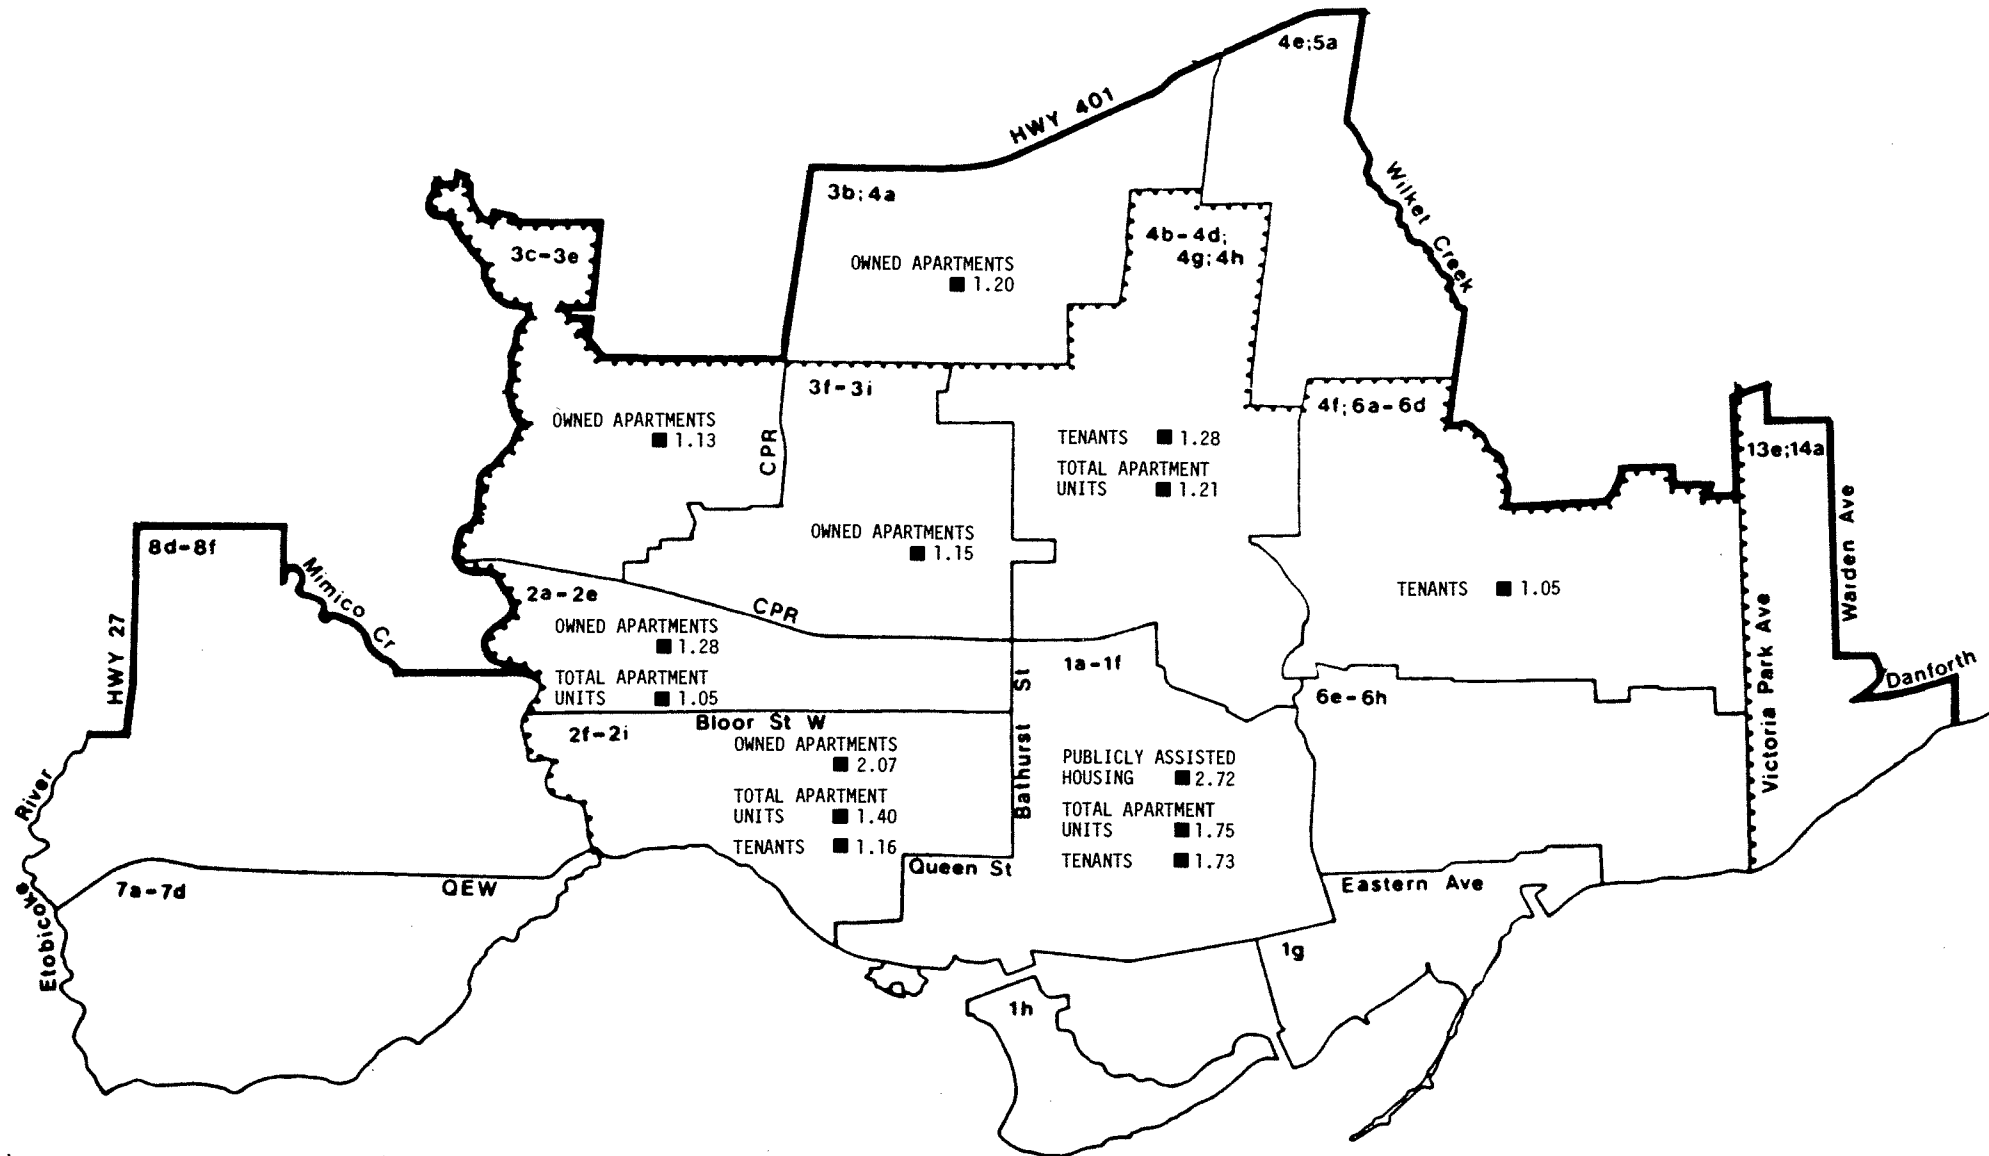 4e;5a
HWY 401
3b;4a
Wilket Creek
3c-3e
4b-4d;
4g;4h
OWNED APARTMENTS
■ 1.20
3f-3i
4f;6a-6d
OWNED APARTMENTS
■ 1.13
CPR
TENANTS ■ 1.28
TOTAL APARTMENT
UNITS ■ 1.21
13e;14a
Warden Ave
8d-8f
Mimico Cr
OWNED APARTMENTS
■ 1.15
TENANTS ■ 1.05
2a-2e
CPR
HWY 27
OWNED APARTMENTS
■ 1.28
TOTAL APARTMENT
UNITS ■ 1.05
1a-1f
Bathurst St
6e-6h
Victoria Park Ave
Danforth
Bloor St W
2f-2i
OWNED APARTMENTS
■ 2.07
TOTAL APARTMENT
UNITS ■ 1.40
TENANTS ■ 1.16
PUBLICLY ASSISTED
HOUSING ■ 2.72
TOTAL APARTMENT
UNITS ■ 1.75
TENANTS ■ 1.73
Etobicoke River
7a-7d
QEW
Queen St
Eastern Ave
1g
1h